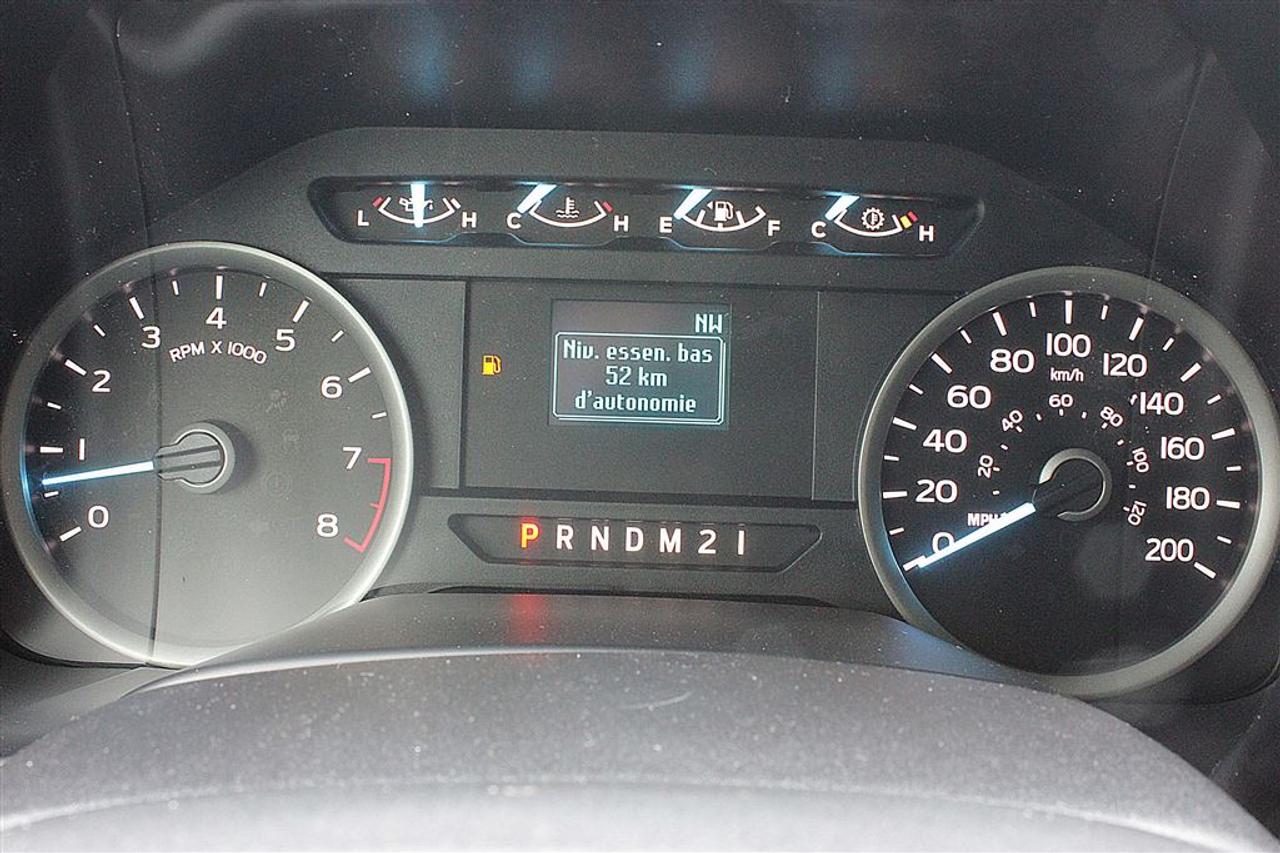 L H C H E F C H
NW
Niv. essen. bas
52 km
d'autonomie
0 1 2 3 4 5 6 7 8
RPM X 1000
P R N D M 2 1
0 20 40 60 80 100 120 140 160 180 200
km/h
20 40 60 80 100 120
MPH